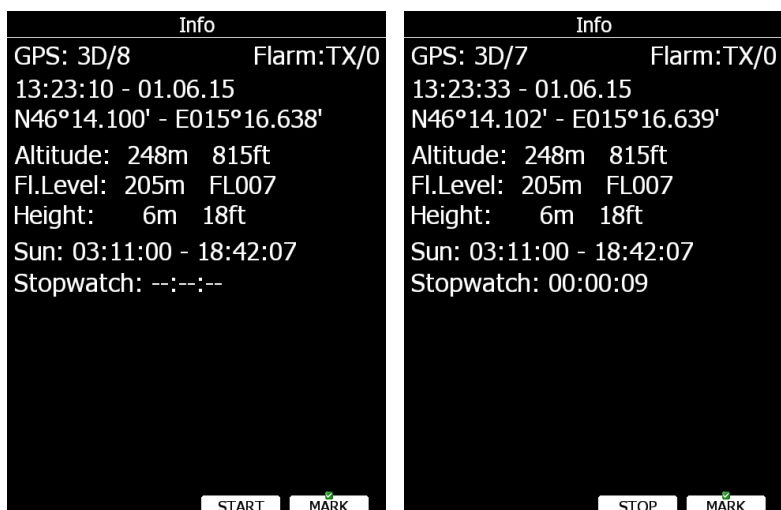 Info
GPS: 3D/8 Flarm:TX/0
13:23:10 - 01.06.15
N46°14.100' - E015°16.638'
Altitude: 248m 815ft
Fl.Level: 205m FL007
Height: 6m 18ft
Sun: 03:11:00 - 18:42:07
Stopwatch: --:--:--
START MARK
Info
GPS: 3D/7 Flarm:TX/0
13:23:33 - 01.06.15
N46°14.102' - E015°16.639'
Altitude: 248m 815ft
Fl.Level: 205m FL007
Height: 6m 18ft
Sun: 03:11:00 - 18:42:07
Stopwatch: 00:00:09
STOP MARK